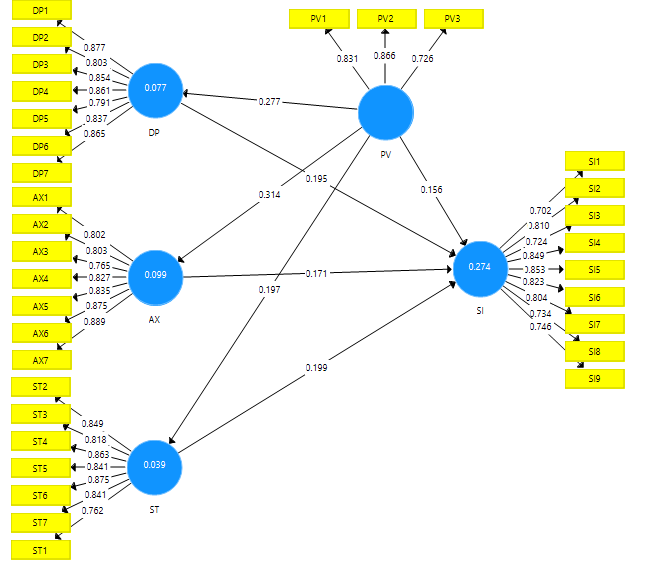 DP1
DP2
DP3
DP4
DP5
DP6
DP7
0.877
0.803
0.854
0.861
0.791
0.837
0.865
0.077
DP
PV1
PV2
PV3
0.831
0.866
0.726
PV
0.277
0.195
0.314
0.156
0.197
0.171
0.199
AX1
AX2
AX3
AX4
AX5
AX6
AX7
0.802
0.803
0.765
0.827
0.835
0.875
0.889
0.099
AX
ST2
ST3
ST4
ST5
ST6
ST7
ST1
0.849
0.818
0.863
0.841
0.875
0.841
0.762
0.039
ST
0.274
SI
0.702
0.810
0.724
0.849
0.853
0.823
0.804
0.734
0.746
SI1
SI2
SI3
SI4
SI5
SI6
SI7
SI8
SI9